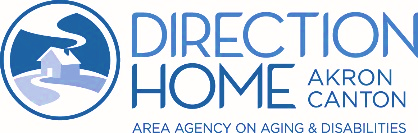 DIRECTION
HOME AKRON
CANTON
AREA AGENCY ON AGING & DISABILITIES